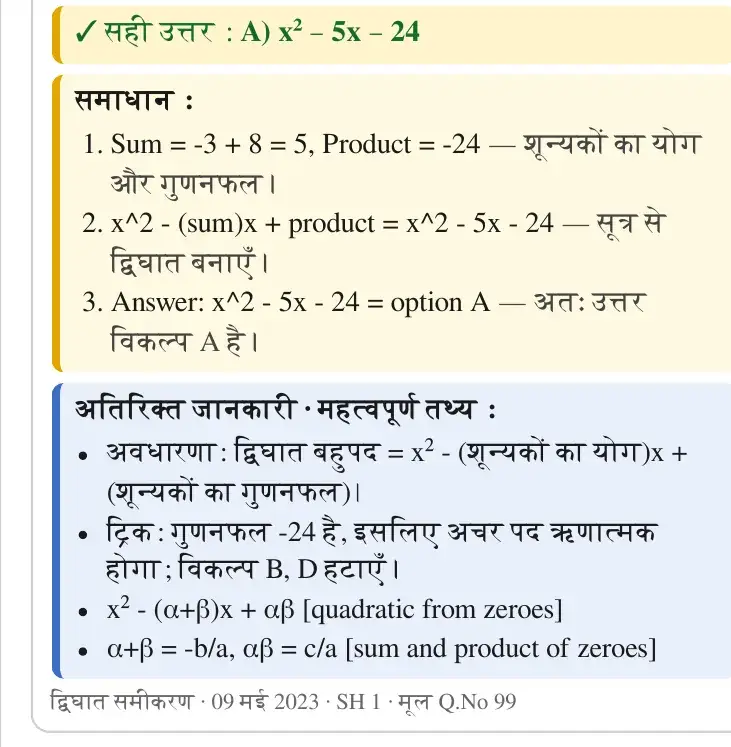 ✓ सही उत्तर : A) x² – 5x – 24
समाधान :
1. Sum = -3 + 8 = 5, Product = -24 — शून्यकों का योग
और गुणनफल।
2. x^2 - (sum)x + product = x^2 - 5x - 24 — सूत्र से
द्विघात बनाएँ।
3. Answer: x^2 - 5x - 24 = option A — अतः उत्तर
विकल्प A है।
अतिरिक्त जानकारी · महत्वपूर्ण तथ्य :
• अवधारणा : द्विघात बहुपद = x² - (शून्यकों का योग)x +
(शून्यकों का गुणनफल)।
• ट्रिक : गुणनफल -24 है, इसलिए अचर पद ऋणात्मक
होगा ; विकल्प B, D हटाएँ।
• x² - (α+β)x + αβ [quadratic from zeroes]
• α+β = -b/a, αβ = c/a [sum and product of zeroes]
द्विघात समीकरण · 09 मई 2023 · SH 1 · मूल Q.No 99